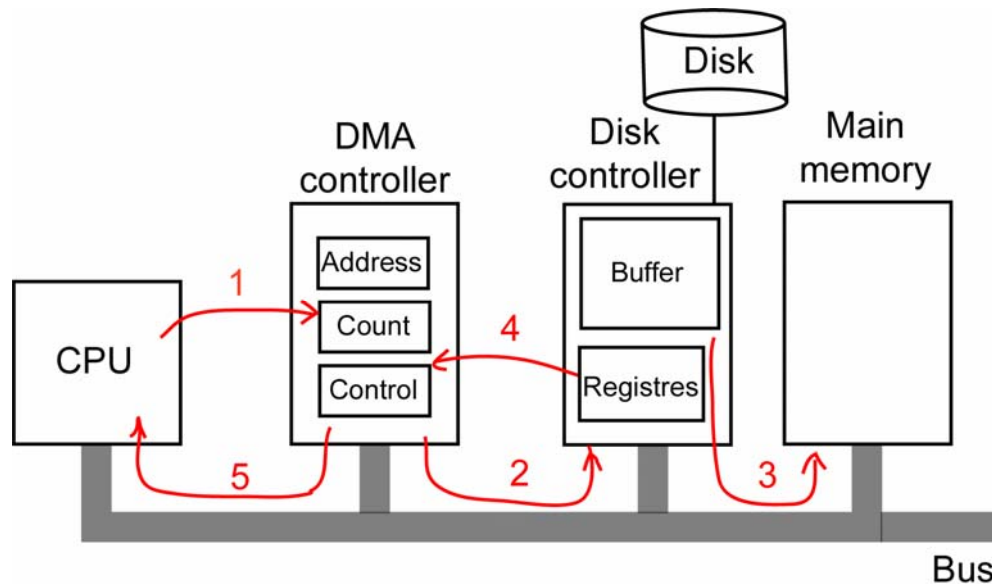 Disk
DMA
controller
Disk
controller
Main
memory
Address
Buffer
1
Count
4
CPU
Control
Registres
5
2
3
Bus